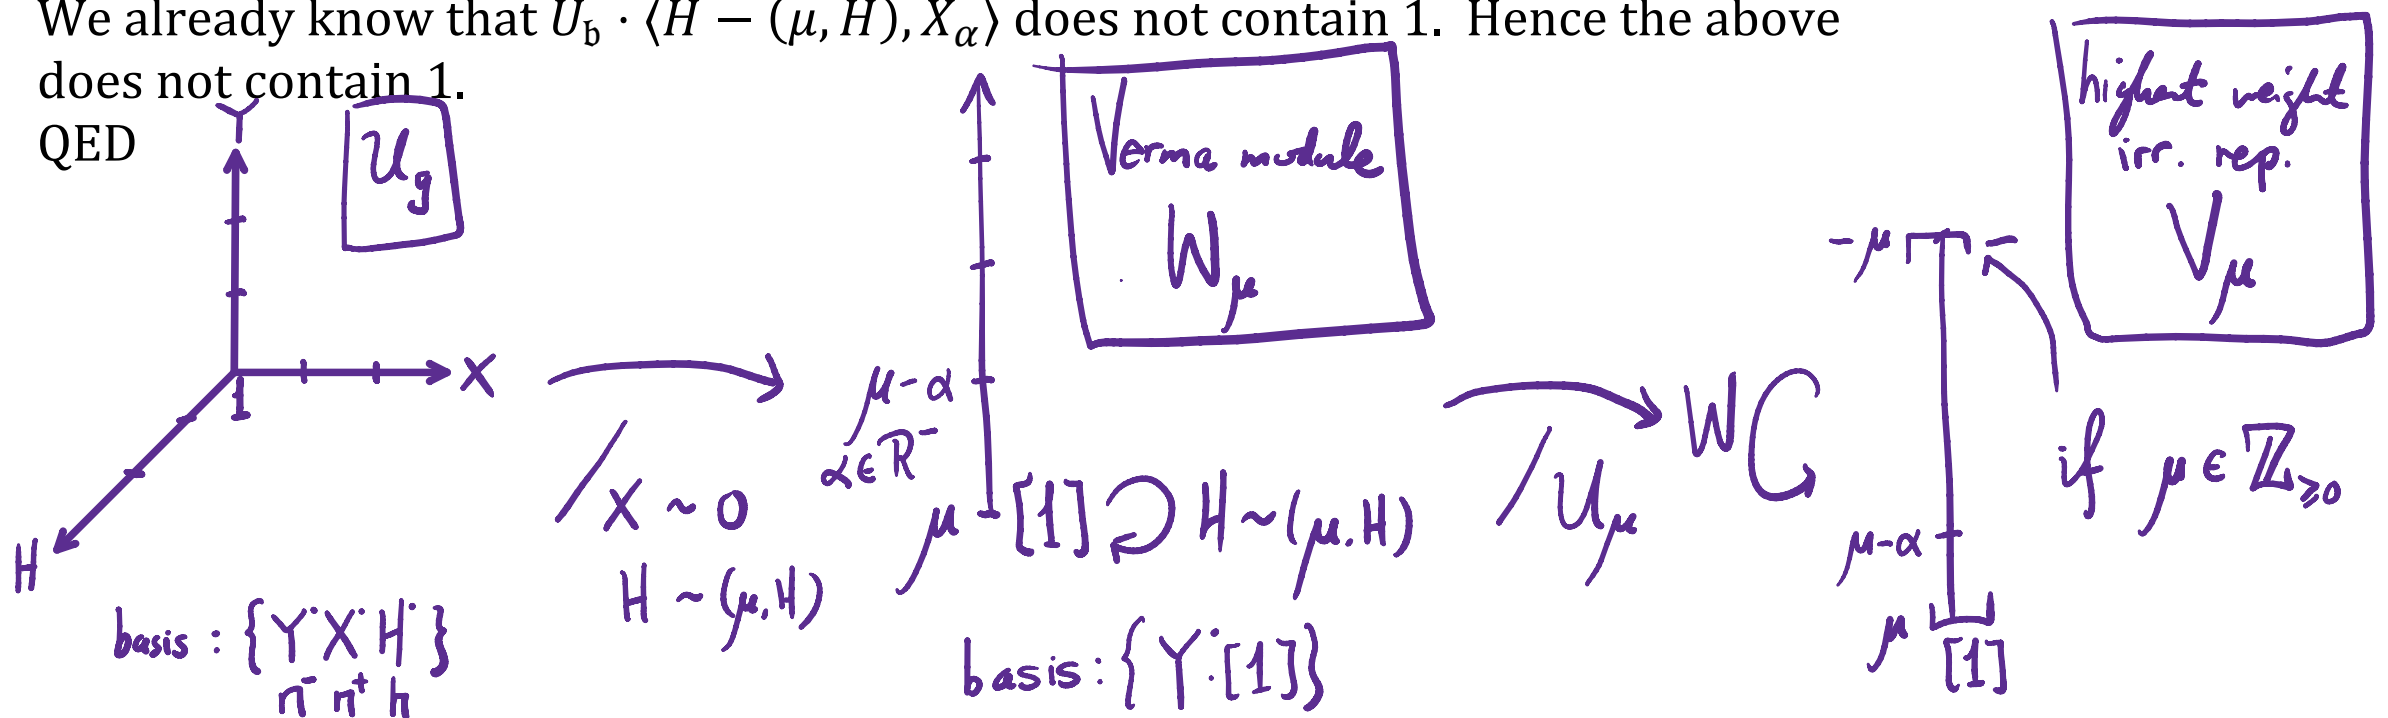 We already know that U_𝔟 · ⟨H − (μ, H), X_α⟩ does not contain 1. Hence the above
does not contain 1.
QED
Y
U_g
X
1
H
basis : {Y˙ X˙ H˙}
n⁻ n⁺ h
/ X ~ 0
H ~ (μ, H)
Verma module
W_μ
μ-α
α ∈ R⁻
μ [1] H ~ (μ, H)
basis: {Y˙·[1]}
/ U_μ
W
highest weight
irr. rep.
V_μ
-μ
if μ ∈ ℤ_≥0
μ-α
μ
[1]